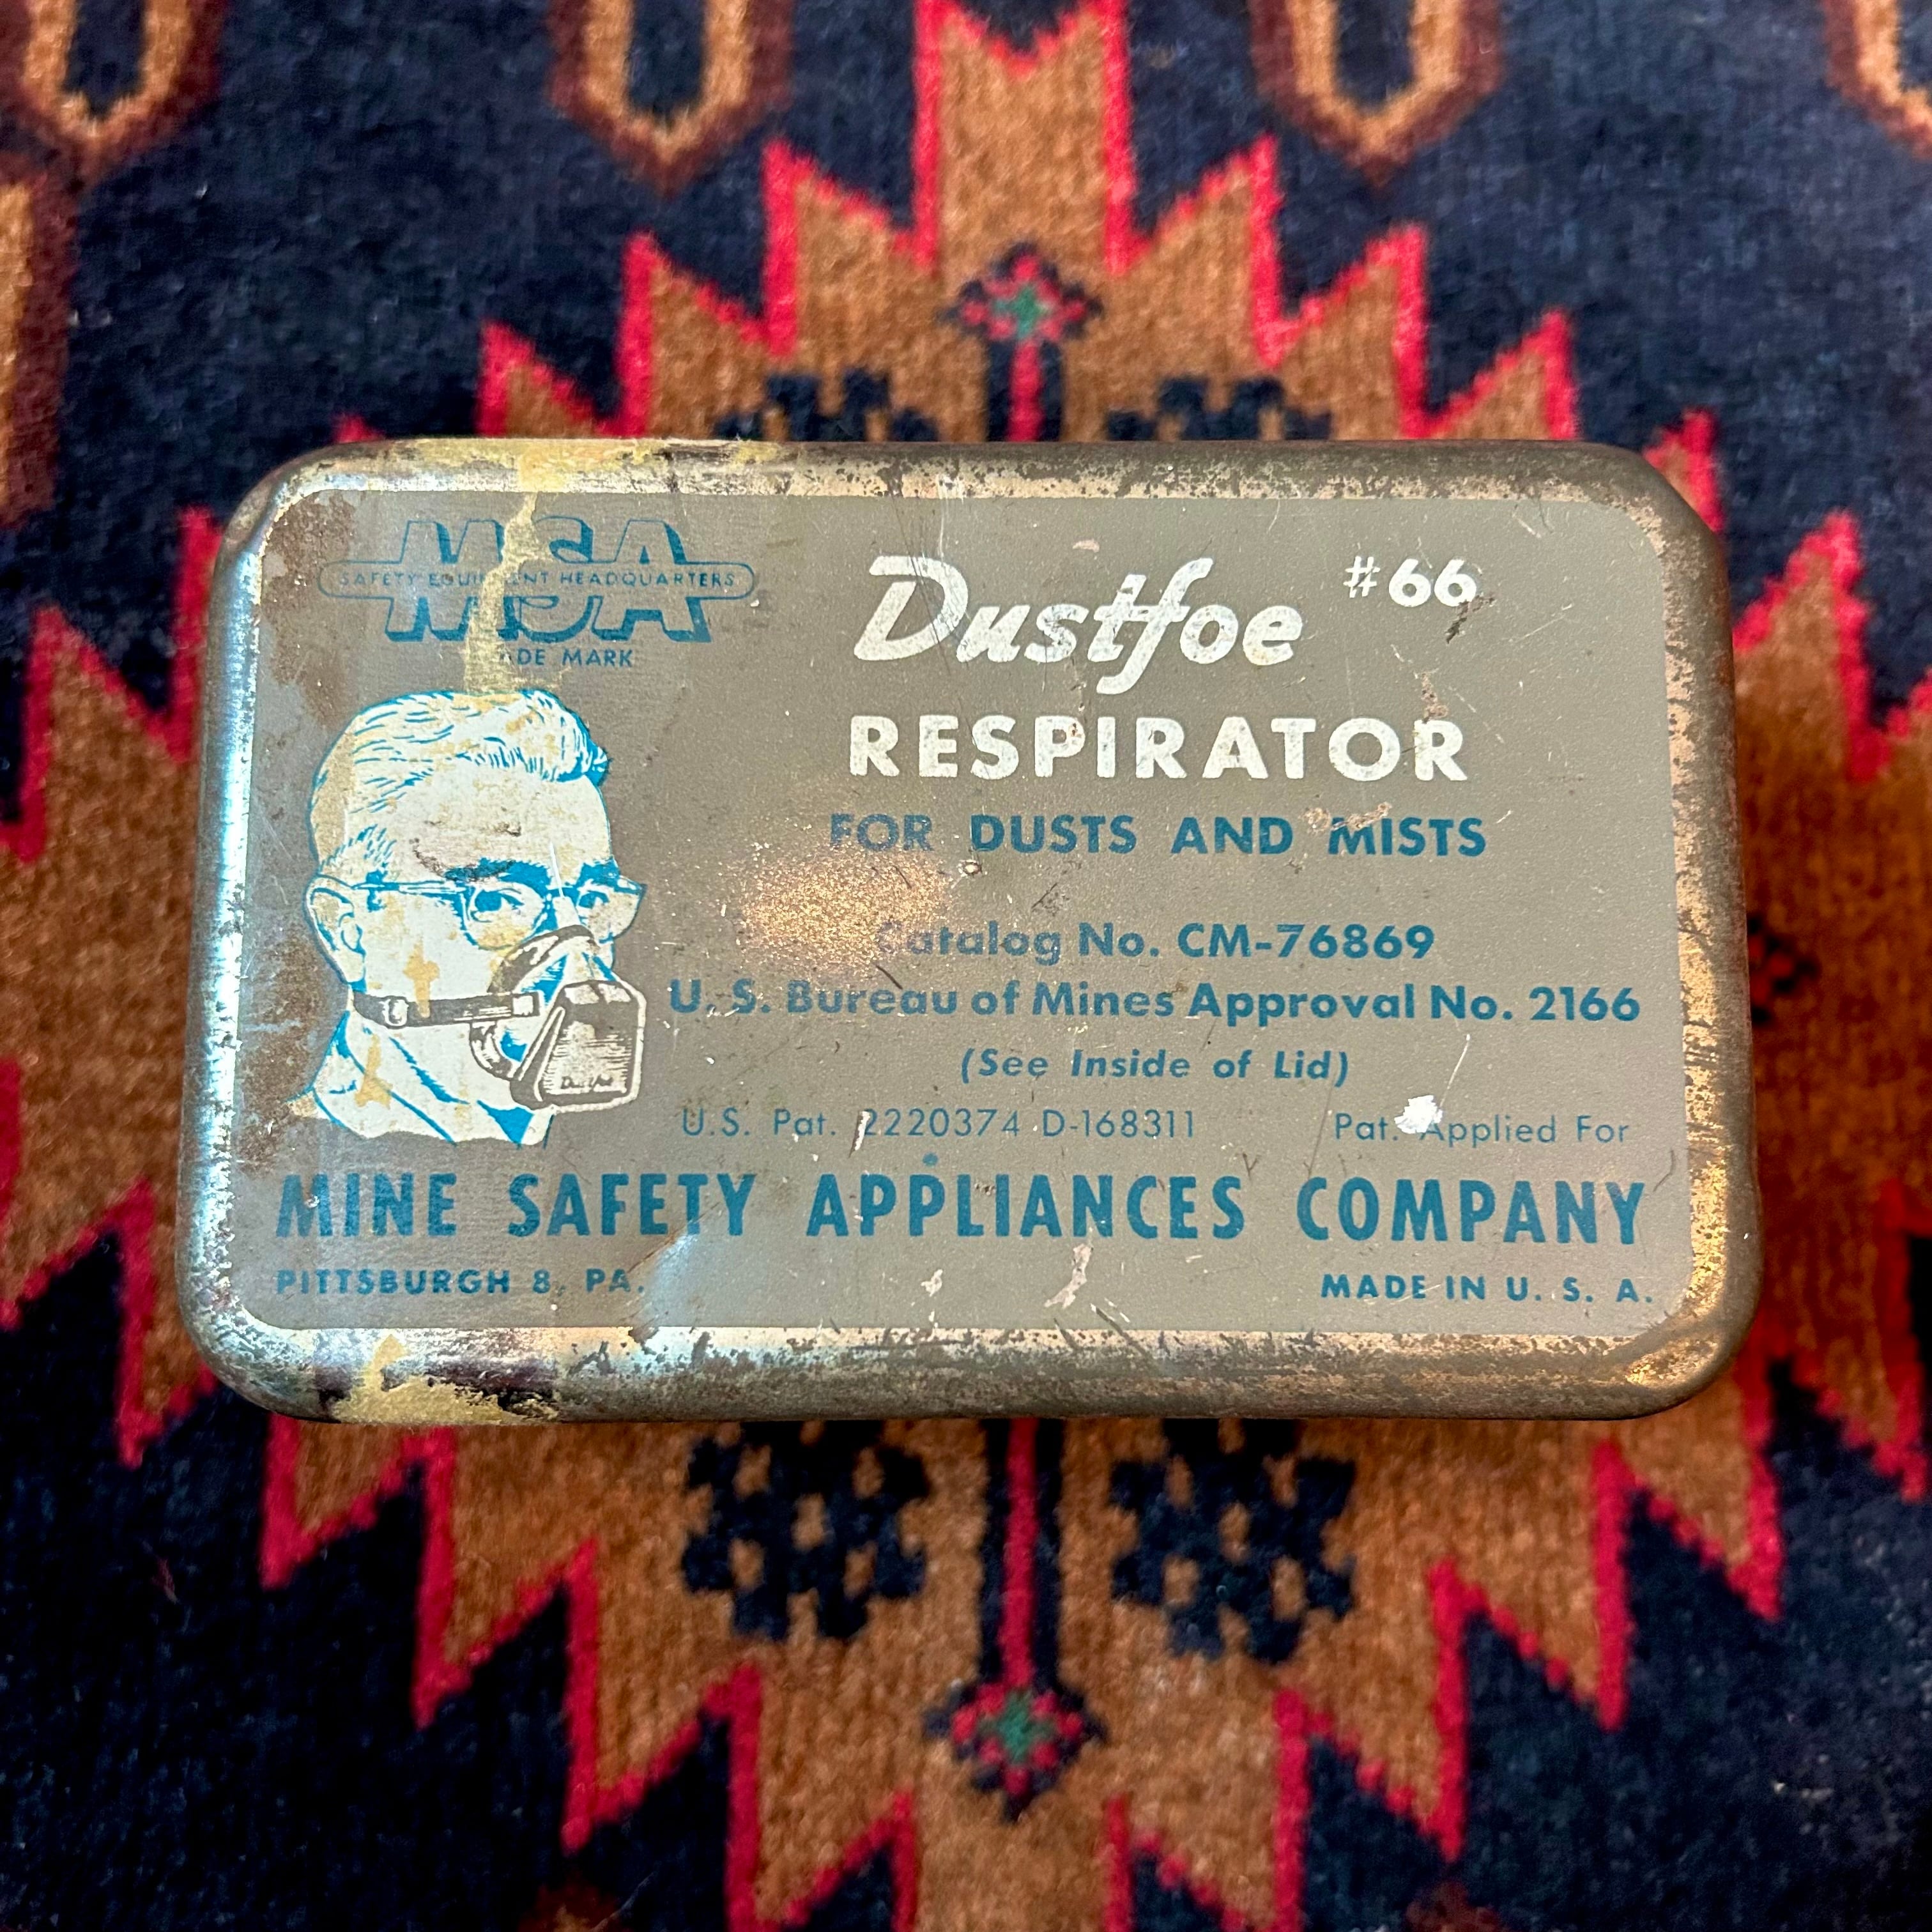 MSA
SAFETY EQUIPMENT HEADQUARTERS
TRADE MARK
Dustfoe #66
RESPIRATOR
FOR DUSTS AND MISTS
Catalog No. CM-76869
U. S. Bureau of Mines Approval No. 2166
(See Inside of Lid)
U.S. Pat. 2220374 D-168311 Pat. Applied For
MINE SAFETY APPLIANCES COMPANY
PITTSBURGH 8, PA. MADE IN U. S. A.